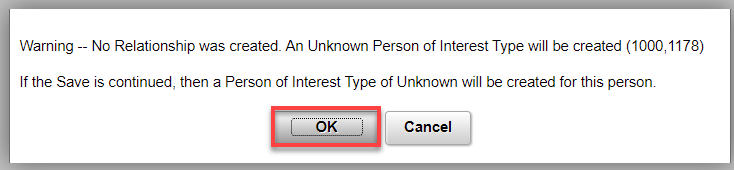 Warning -- No Relationship was created. An Unknown Person of Interest Type will be created (1000,1178)
If the Save is continued, then a Person of Interest Type of Unknown will be created for this person.
OK Cancel